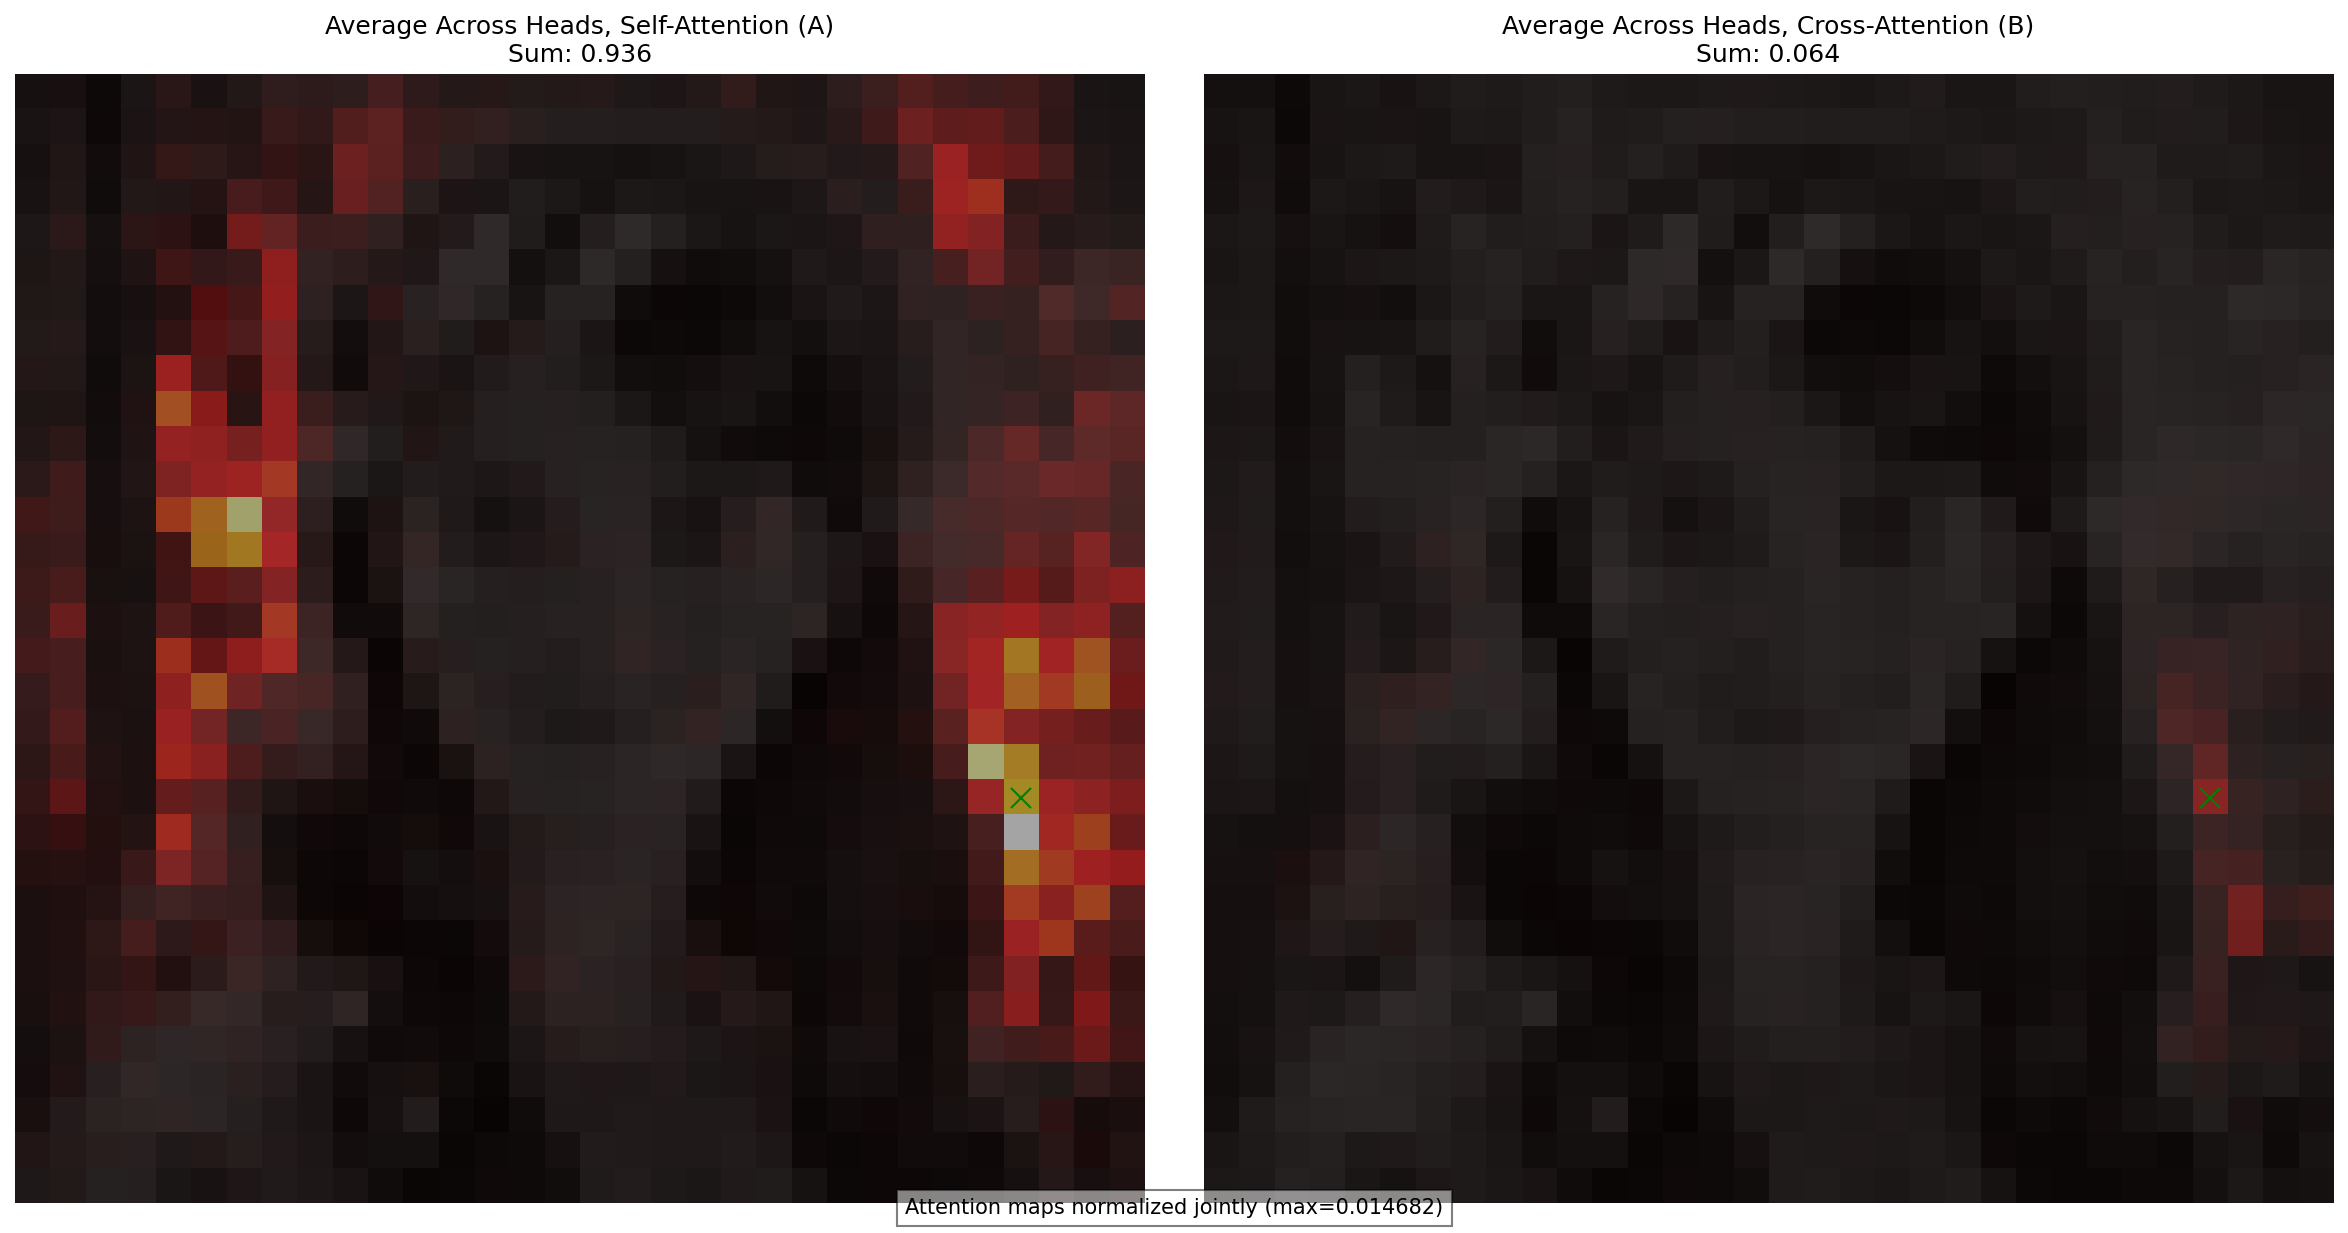 Average Across Heads, Self-Attention (A)
Sum: 0.936
Average Across Heads, Cross-Attention (B)
Sum: 0.064
Attention maps normalized jointly (max=0.014682)